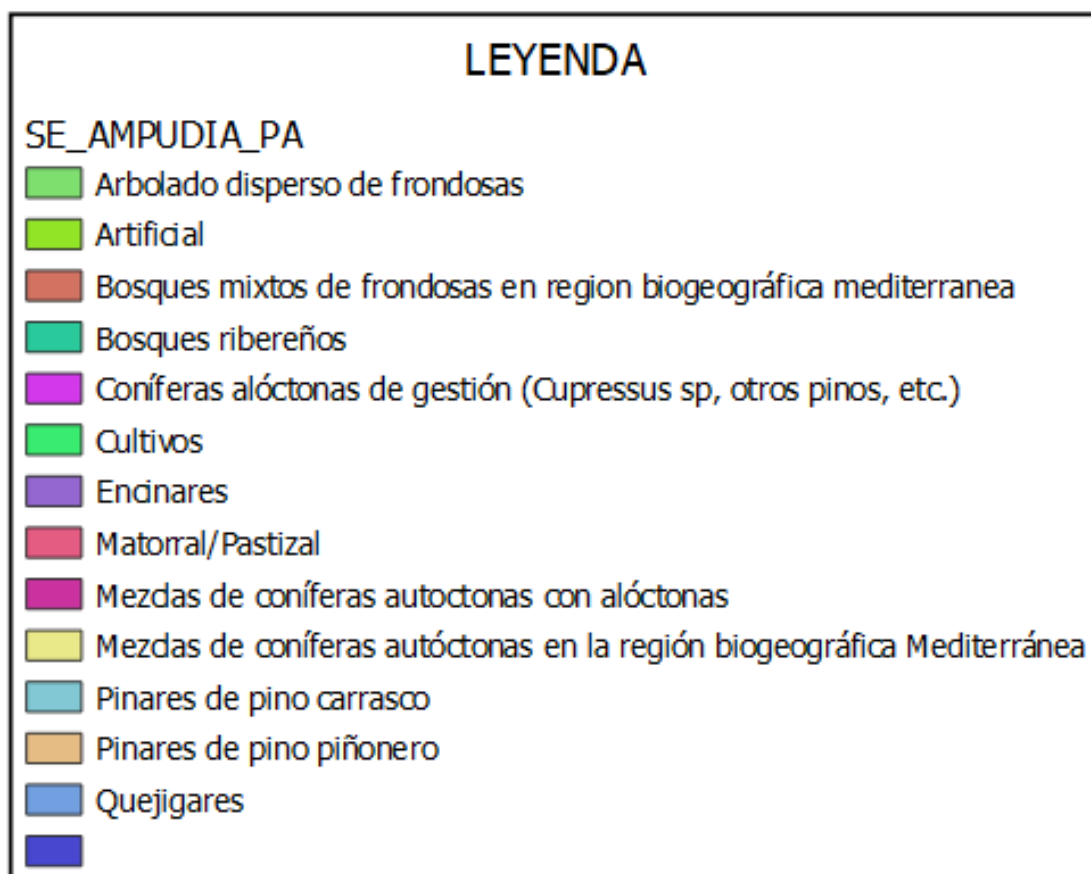 LEYENDA
SE_AMPUDIA_PA
Arbolado disperso de frondosas
Artificial
Bosques mixtos de frondosas en region biogeográfica mediterranea
Bosques ribereños
Coníferas alóctonas de gestión (Cupressus sp, otros pinos, etc.)
Cultivos
Encinares
Matorral/Pastizal
Mezclas de coníferas autoctonas con alóctonas
Mezclas de coníferas autóctonas en la región biogeográfica Mediterránea
Pinares de pino carrasco
Pinares de pino piñonero
Quejigares